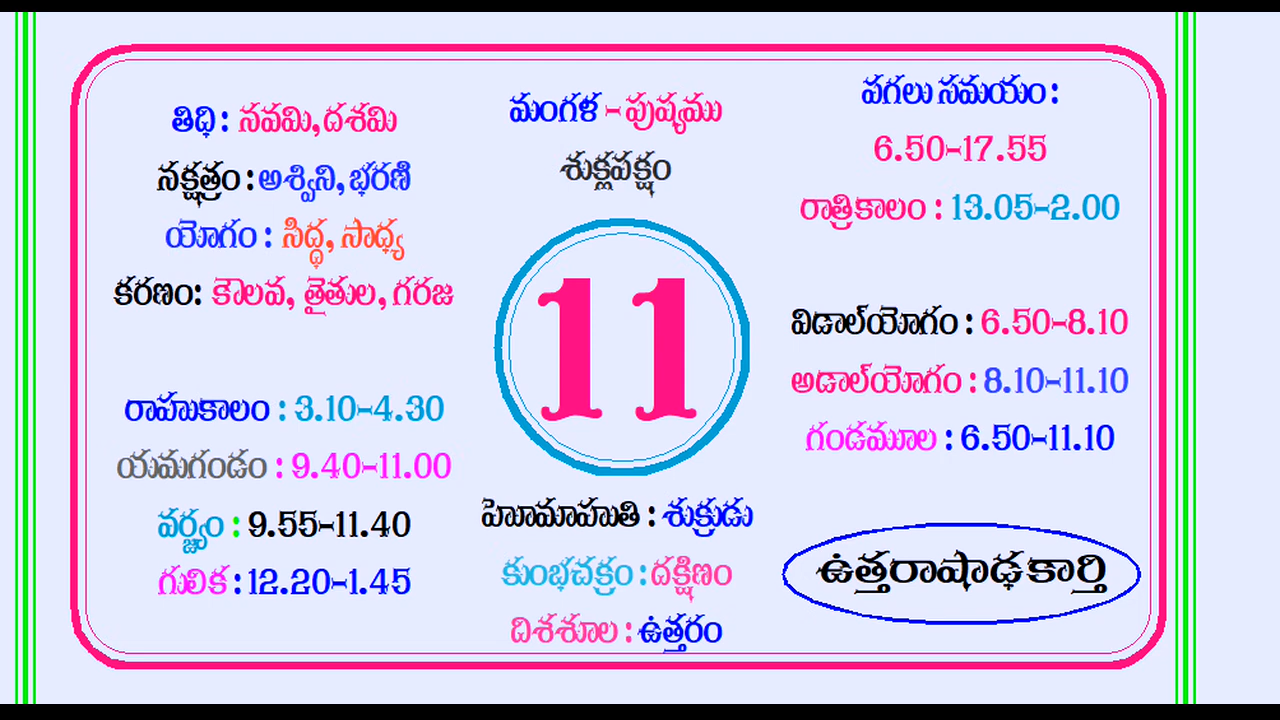 తిధి : నవమి, దశమి
నక్షత్రం : అశ్విని, భరణి
యోగం : సిద్ధ, సాధ్య
కరణం: కౌలవ, తైతుల, గరజ
రాహుకాలం : 3.10-4.30
యమగండం : 9.40-11.00
వర్జ్యం : 9.55-11.40
గులిక : 12.20-1.45
మంగళ - పుష్యము
శుక్లపక్షం
11
హెూమాహుతి : శుక్రుడు
కుంభచక్రం : దక్షిణం
దిశశూల : ఉత్తరం
పగలు సమయం :
6.50-17.55
రాత్రికాలం : 13.05-2.00
విడాల్‌యోగం : 6.50-8.10
అడాల్‌యోగం : 8.10-11.10
గండమూల : 6.50-11.10
ఉత్తరాషాఢకార్తి